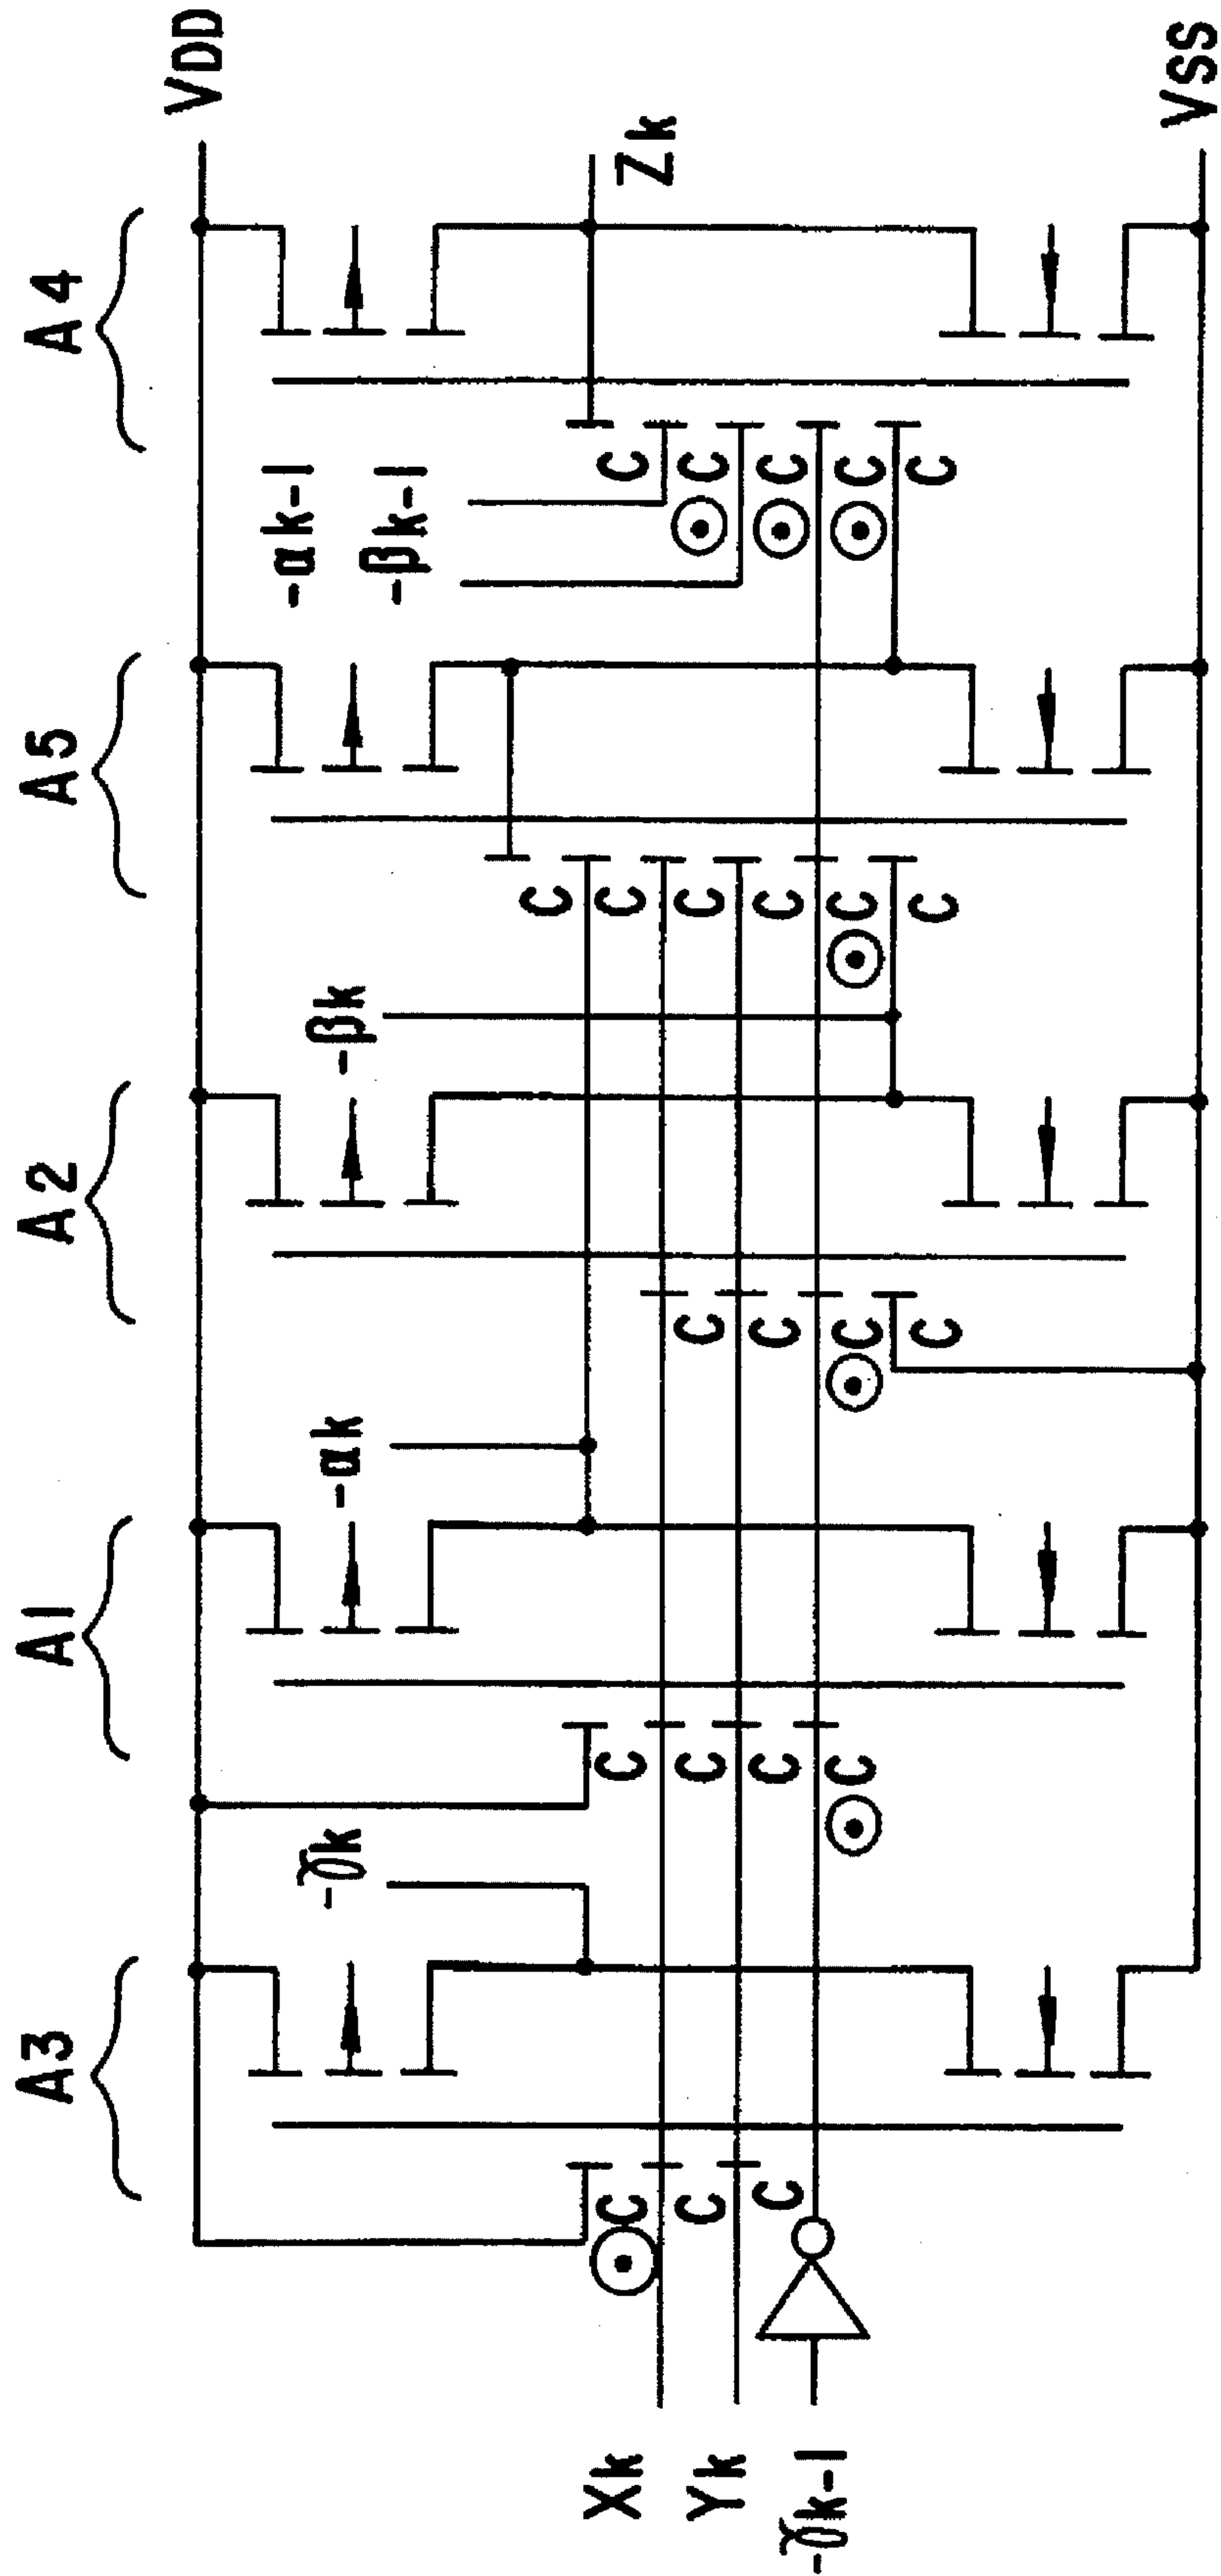 A3 A1 A2 A5 A4
VDD
-γk -αk -βk -αk-1
-βk-1
C
C C C C
Zk
Xk C C C C C
Yk C C C C C
-γk-1 C C C C
C C C
VSS